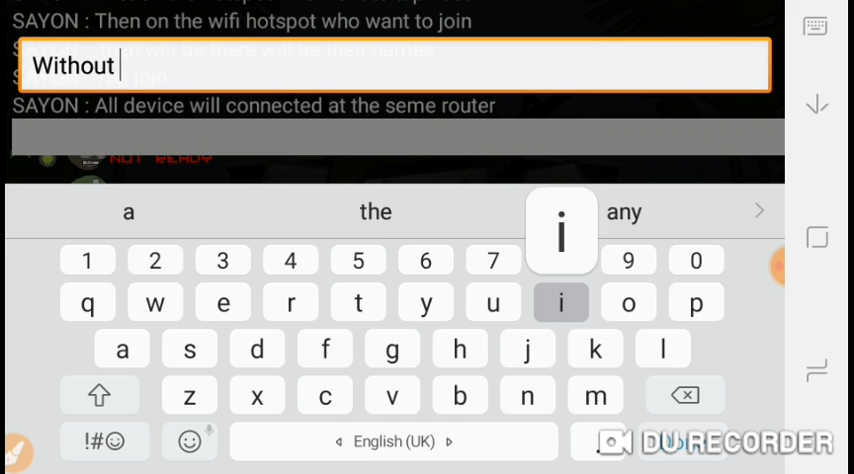 SAYON : Then on the wifi hotspot who want to join
Without
join
SAYON : All device will connected at the seme router
NOT READY
a the any
i
1 2 3 4 5 6 7 9 0
q w e r t y u i o p
a s d f g h j k l
z x c v b n m
!#☺ English (UK) .
DU RECORDER